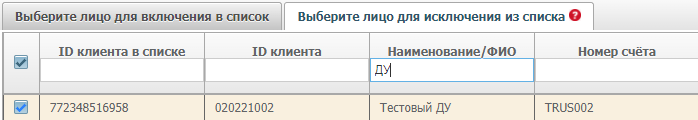 Выберите лицо для включения в список Выберите лицо для исключения из списка ?
ID клиента в списке ID клиента Наименование/ФИО Номер счёта
ДУ
772348516958 020221002 Тестовый ДУ TRUS002